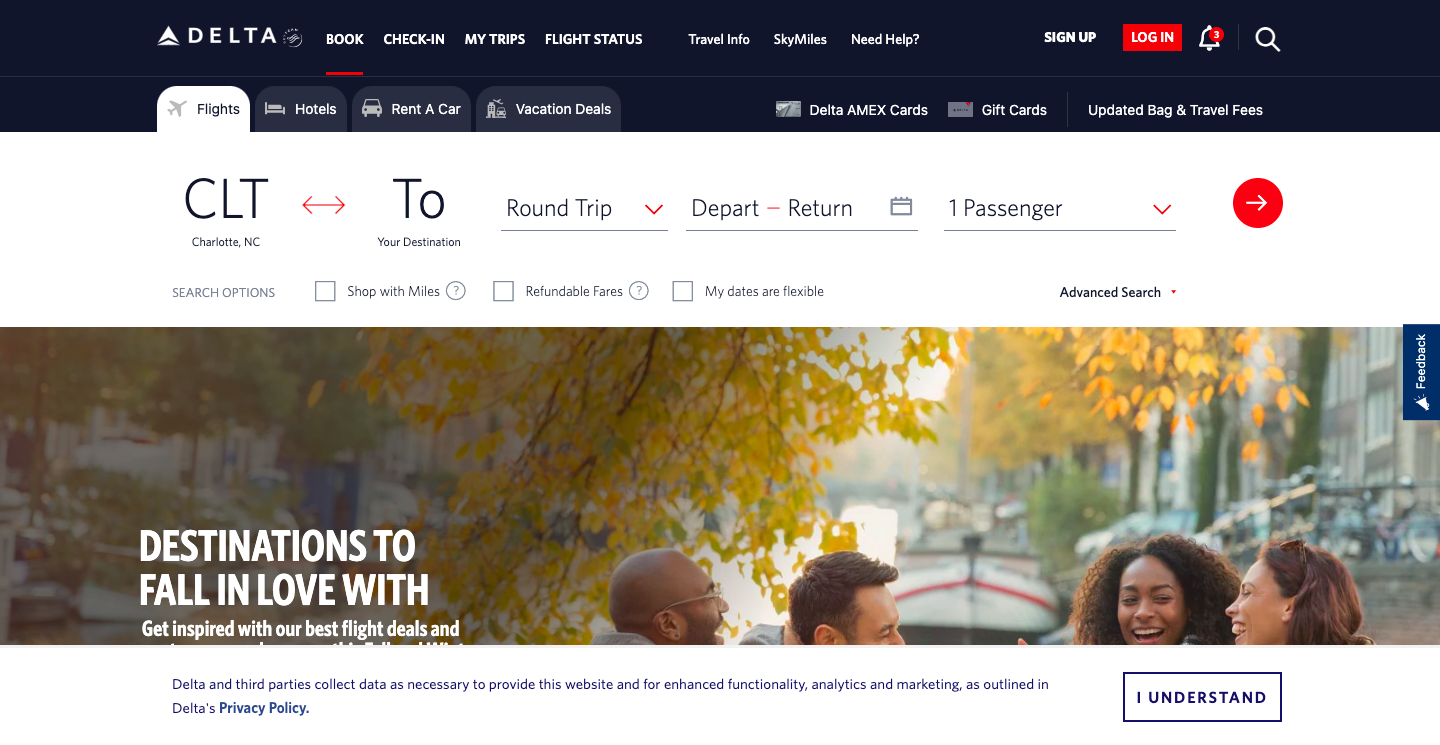 DELTA
BOOK CHECK-IN MY TRIPS FLIGHT STATUS Travel Info SkyMiles Need Help? SIGN UP LOG IN 3
Flights Hotels Rent A Car Vacation Deals Delta AMEX Cards Gift Cards Updated Bag & Travel Fees
CLT To Round Trip Depart – Return 1 Passenger
Charlotte, NC Your Destination
SEARCH OPTIONS Shop with Miles ? Refundable Fares ? My dates are flexible Advanced Search
Feedback
DESTINATIONS TO
FALL IN LOVE WITH
Get inspired with our best flight deals and
Delta and third parties collect data as necessary to provide this website and for enhanced functionality, analytics and marketing, as outlined in
Delta's Privacy Policy.
I UNDERSTAND